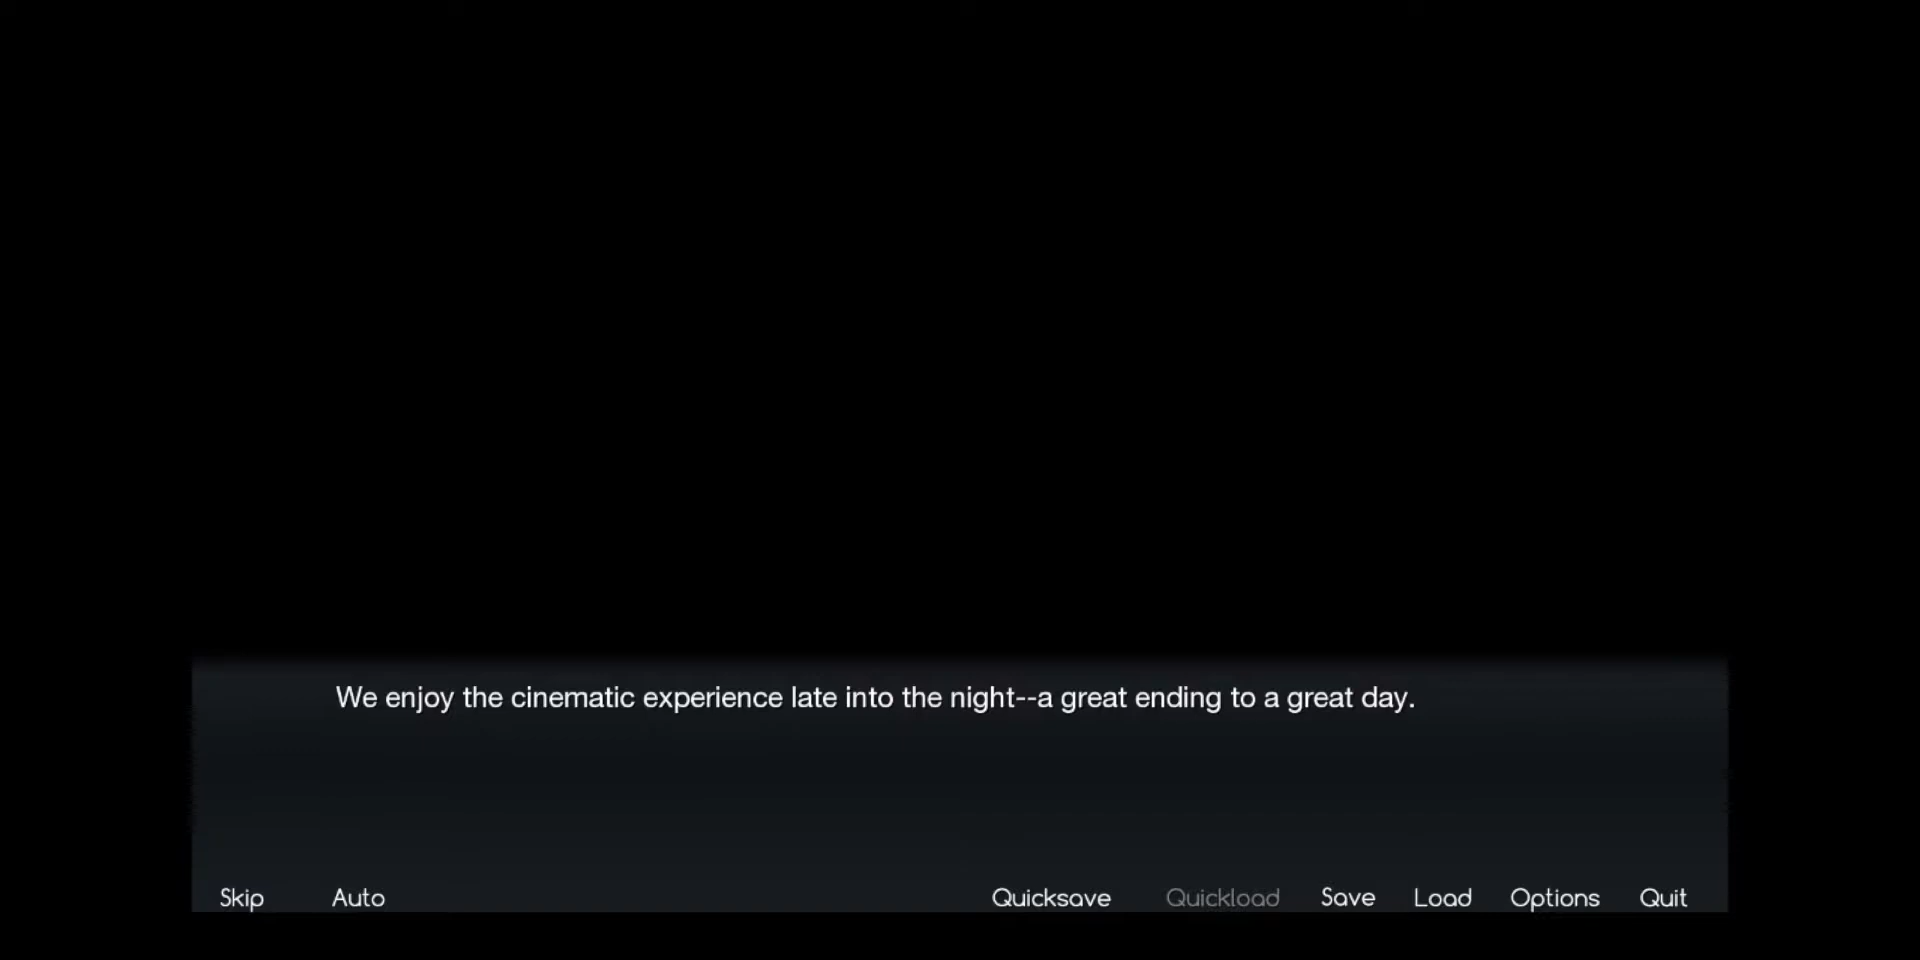 We enjoy the cinematic experience late into the night--a great ending to a great day.
Skip Auto Quicksave Quickload Save Load Options Quit